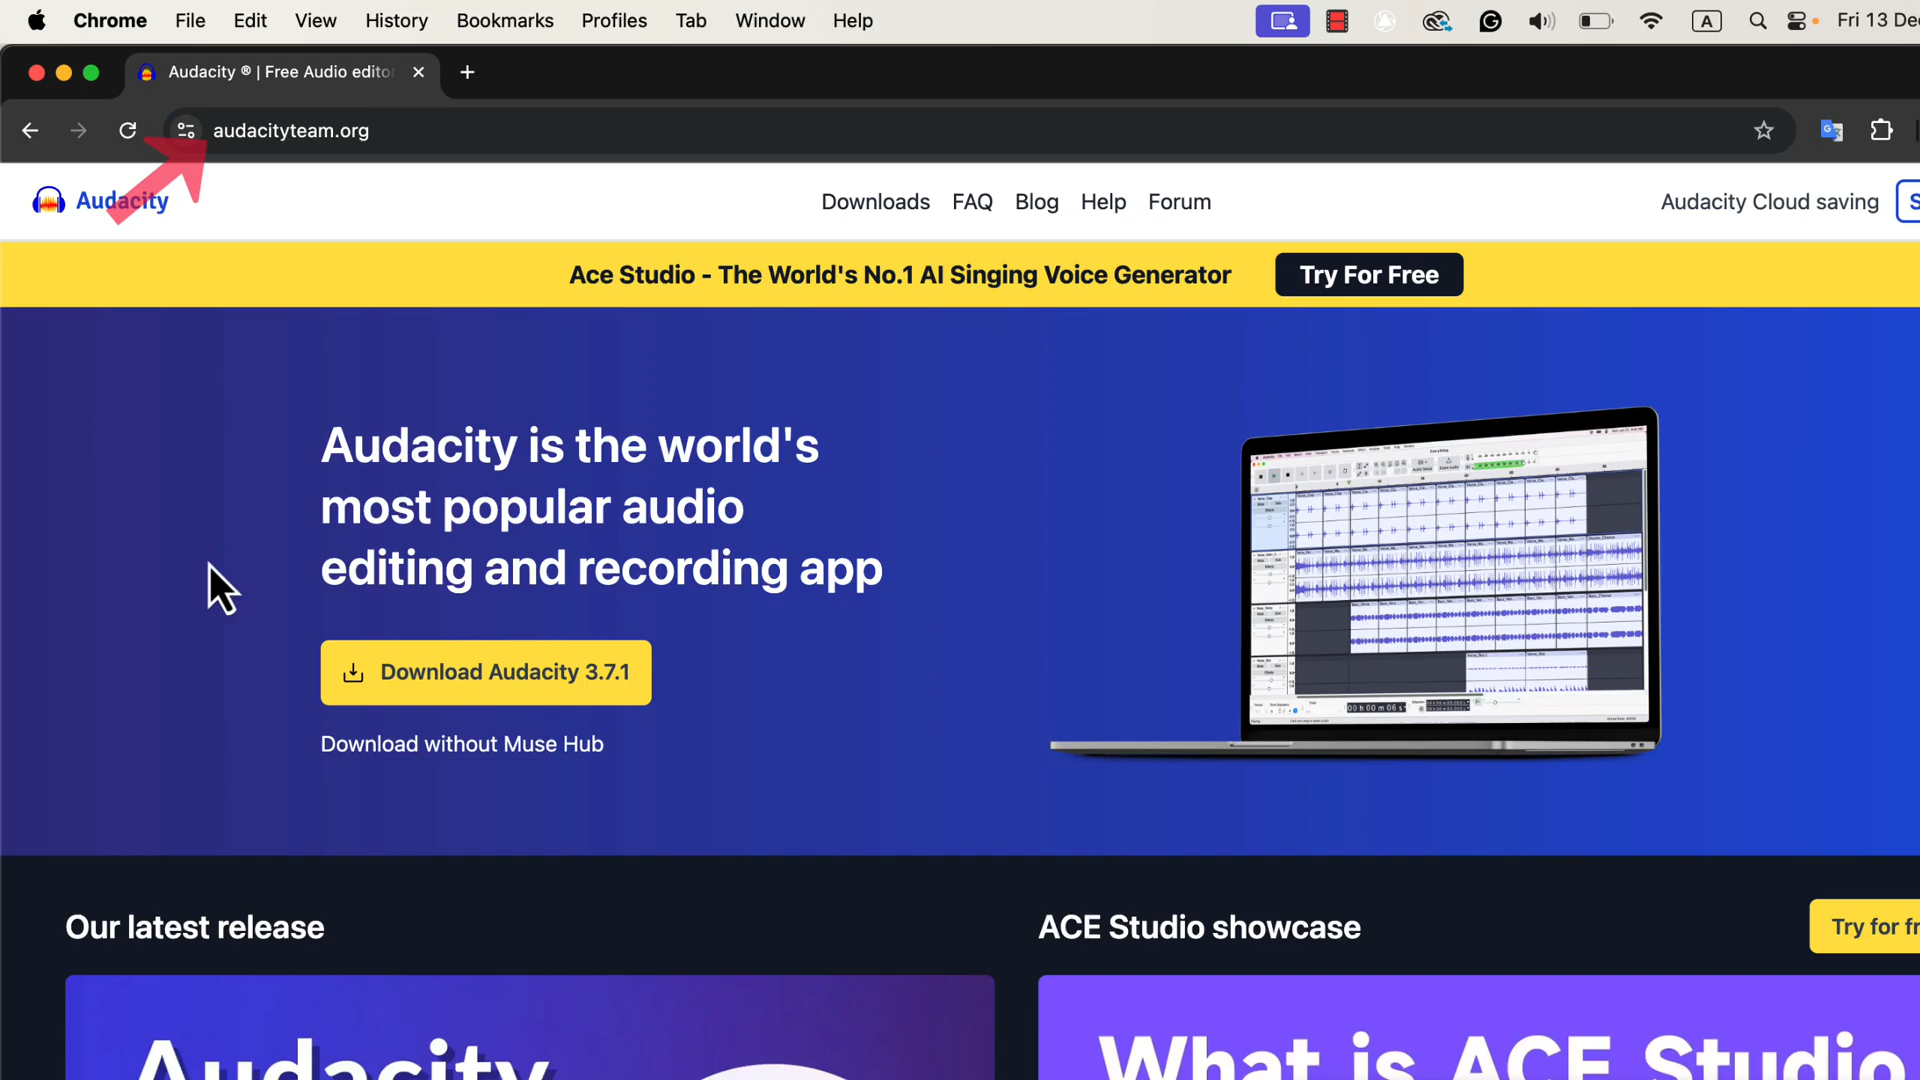 Chrome File Edit View History Bookmarks Profiles Tab Window Help A Fri 13 De
Audacity ® | Free Audio editor
audacityteam.org
Audacity Downloads FAQ Blog Help Forum Audacity Cloud saving S
Ace Studio - The World's No.1 AI Singing Voice Generator Try For Free
Audacity is the world's
most popular audio
editing and recording app
Download Audacity 3.7.1
Download without Muse Hub
00 h 00 m 06 s
Our latest release
ACE Studio showcase Try for fr
Audacity
What is ACE Studio